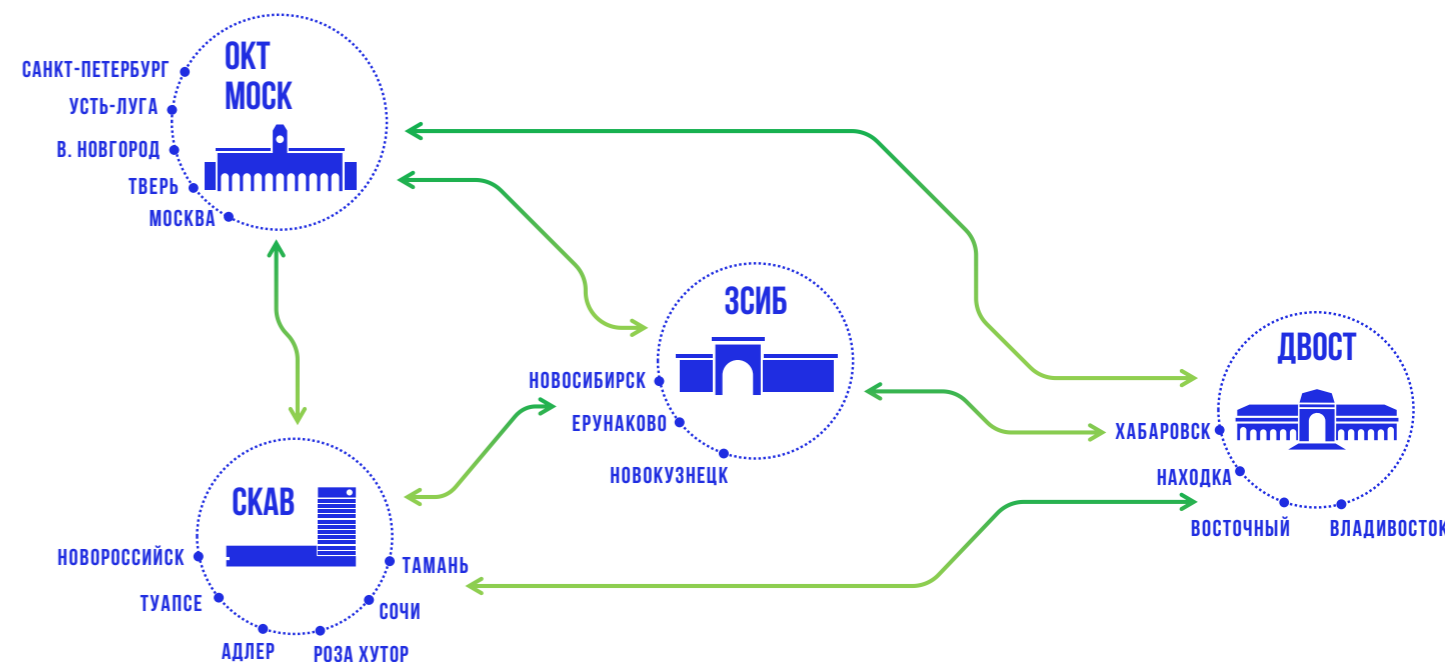 ОКТ
МОСК
САНКТ-ПЕТЕРБУРГ
УСТЬ-ЛУГА
В. НОВГОРОД
ТВЕРЬ
МОСКВА
ЗСИБ
НОВОСИБИРСК
ЕРУНАКОВО
НОВОКУЗНЕЦК
ДВОСТ
ХАБАРОВСК
НАХОДКА
ВОСТОЧНЫЙ
ВЛАДИВОСТОК
СКАВ
НОВОРОССИЙСК
ТУАПСЕ
АДЛЕР
РОЗА ХУТОР
СОЧИ
ТАМАНЬ